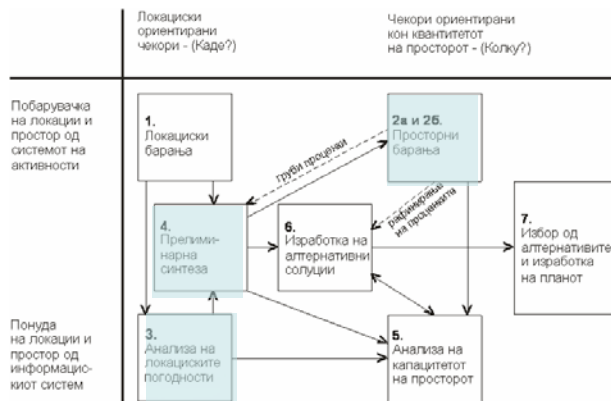 Локациски
ориентирани
чекори - (Каде?)
Чекори ориентирани
кон квантитетот
на просторот - (Колку?)
Побарувачка
на локации и
простор од
системот на
активности
1.
Локациски
барања
2а и 2б.
Просторни
барања
груби проценки
рафинирање
на проценката
4.
Прелими-
нарна
синтеза
6.
Изработка на
алтернативни
солуции
7.
Избор од
алтернативите
и изработка
на планот
Понуда
на локации и
простор од
информацис-
киот систем
3.
Анализа на
локациските
погодности
5.
Анализа на
капацитетот
на просторот